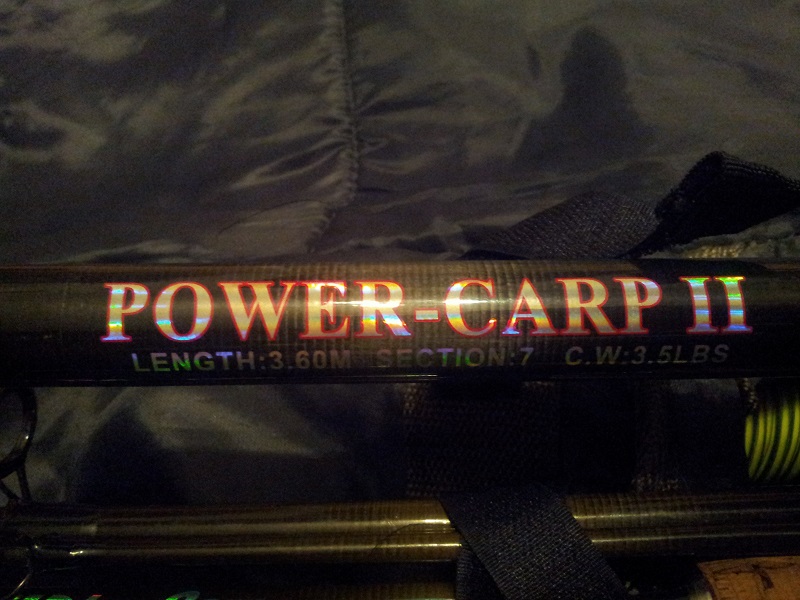 POWER-CARP II
LENGTH:3.60M SECTION:7 C.W:3.5LBS